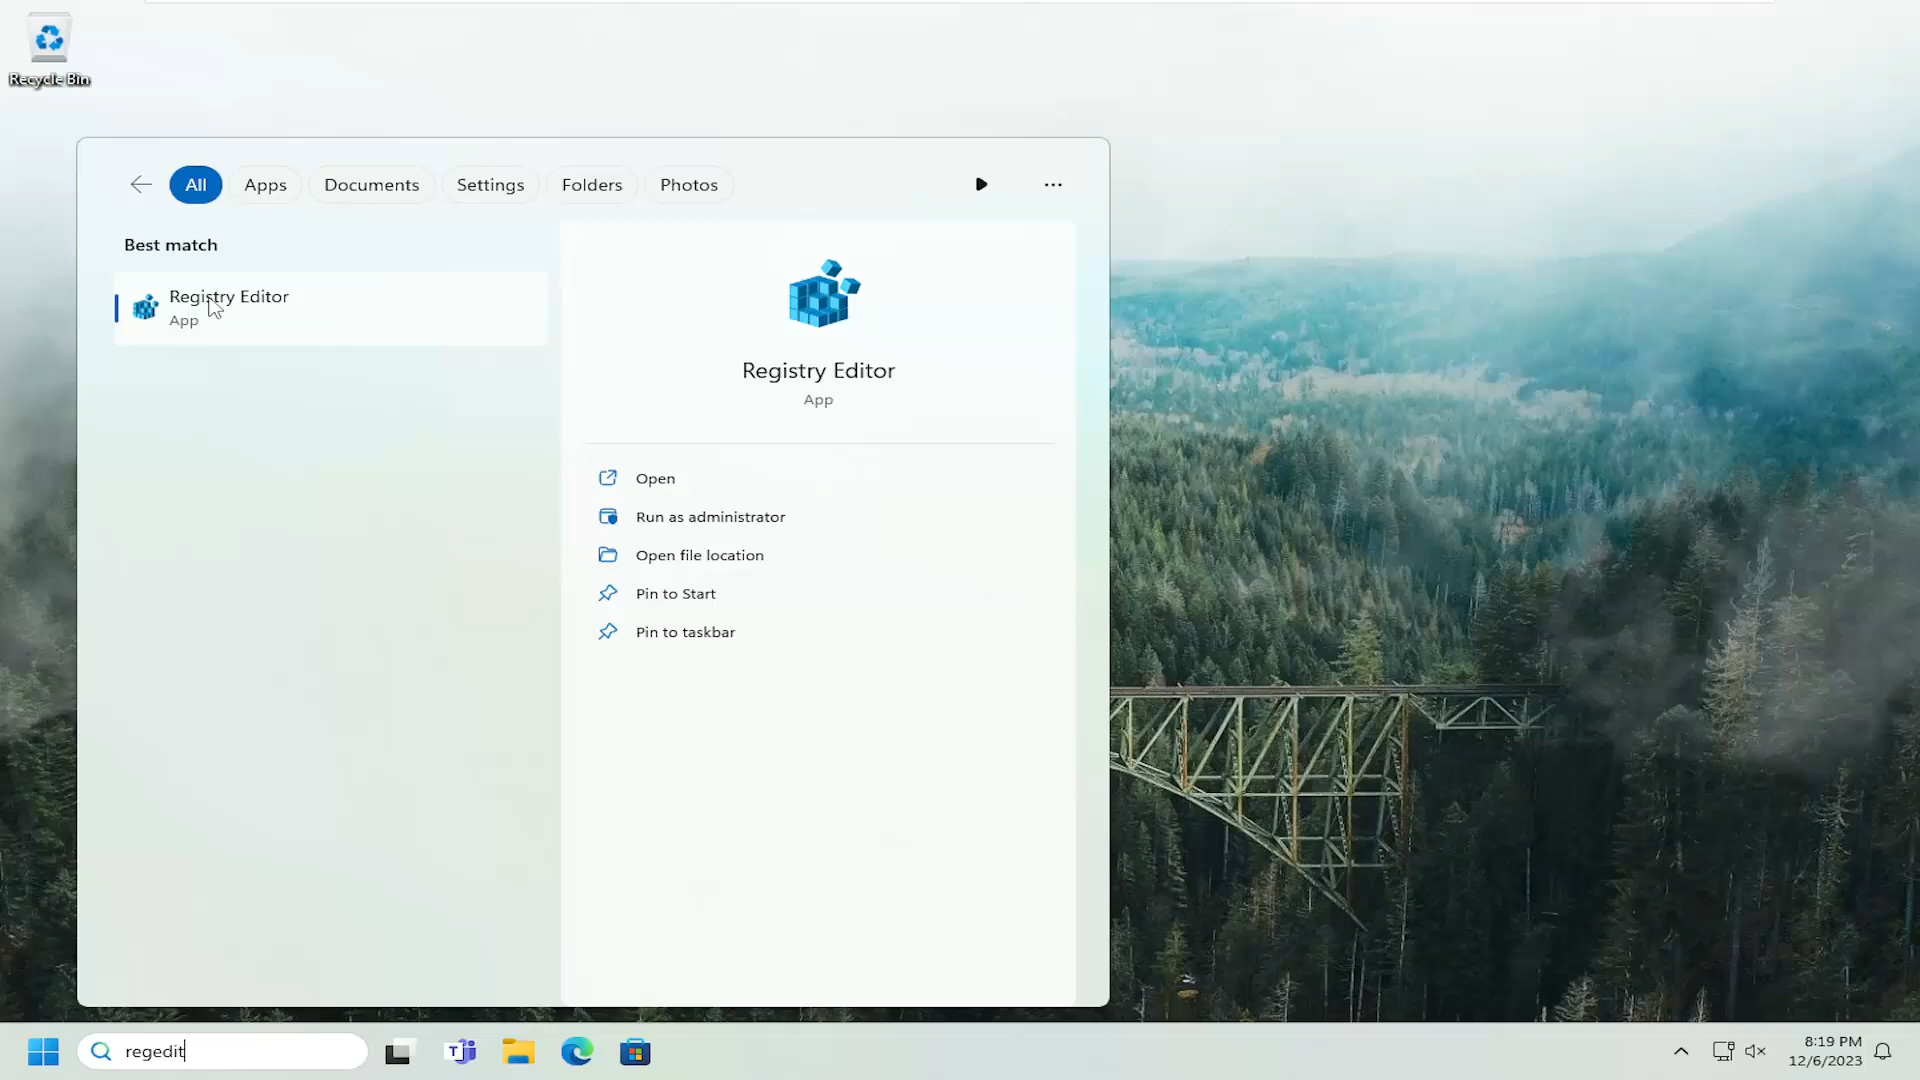 Recycle Bin
All
Apps
Documents
Settings
Folders
Photos
Best match
Registry Editor
App
Registry Editor
App
Open
Run as administrator
Open file location
Pin to Start
Pin to taskbar
regedit
8:19 PM
12/6/2023